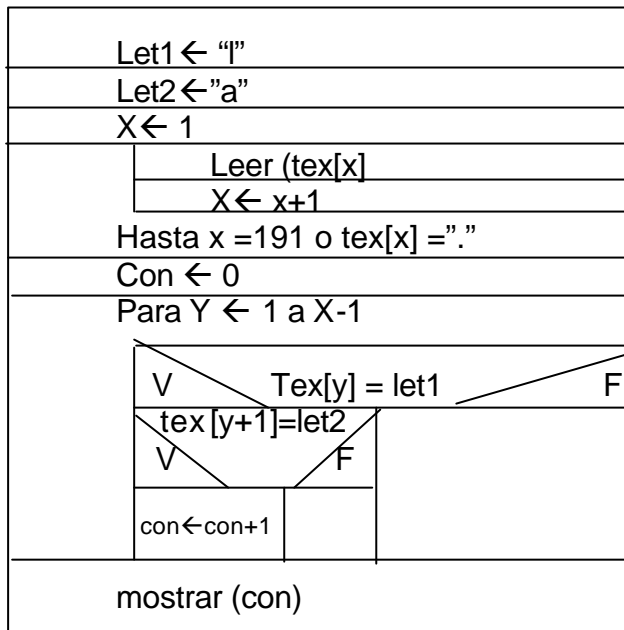 Let1← “l”
Let2←”a”
X← 1
Leer (tex[x]
X← x+1
Hasta x =191 o tex[x] =”.”
Con ← 0
Para Y ← 1 a X-1
V Tex[y] = let1 F
tex [y+1]=let2
V F
con←con+1
mostrar (con)